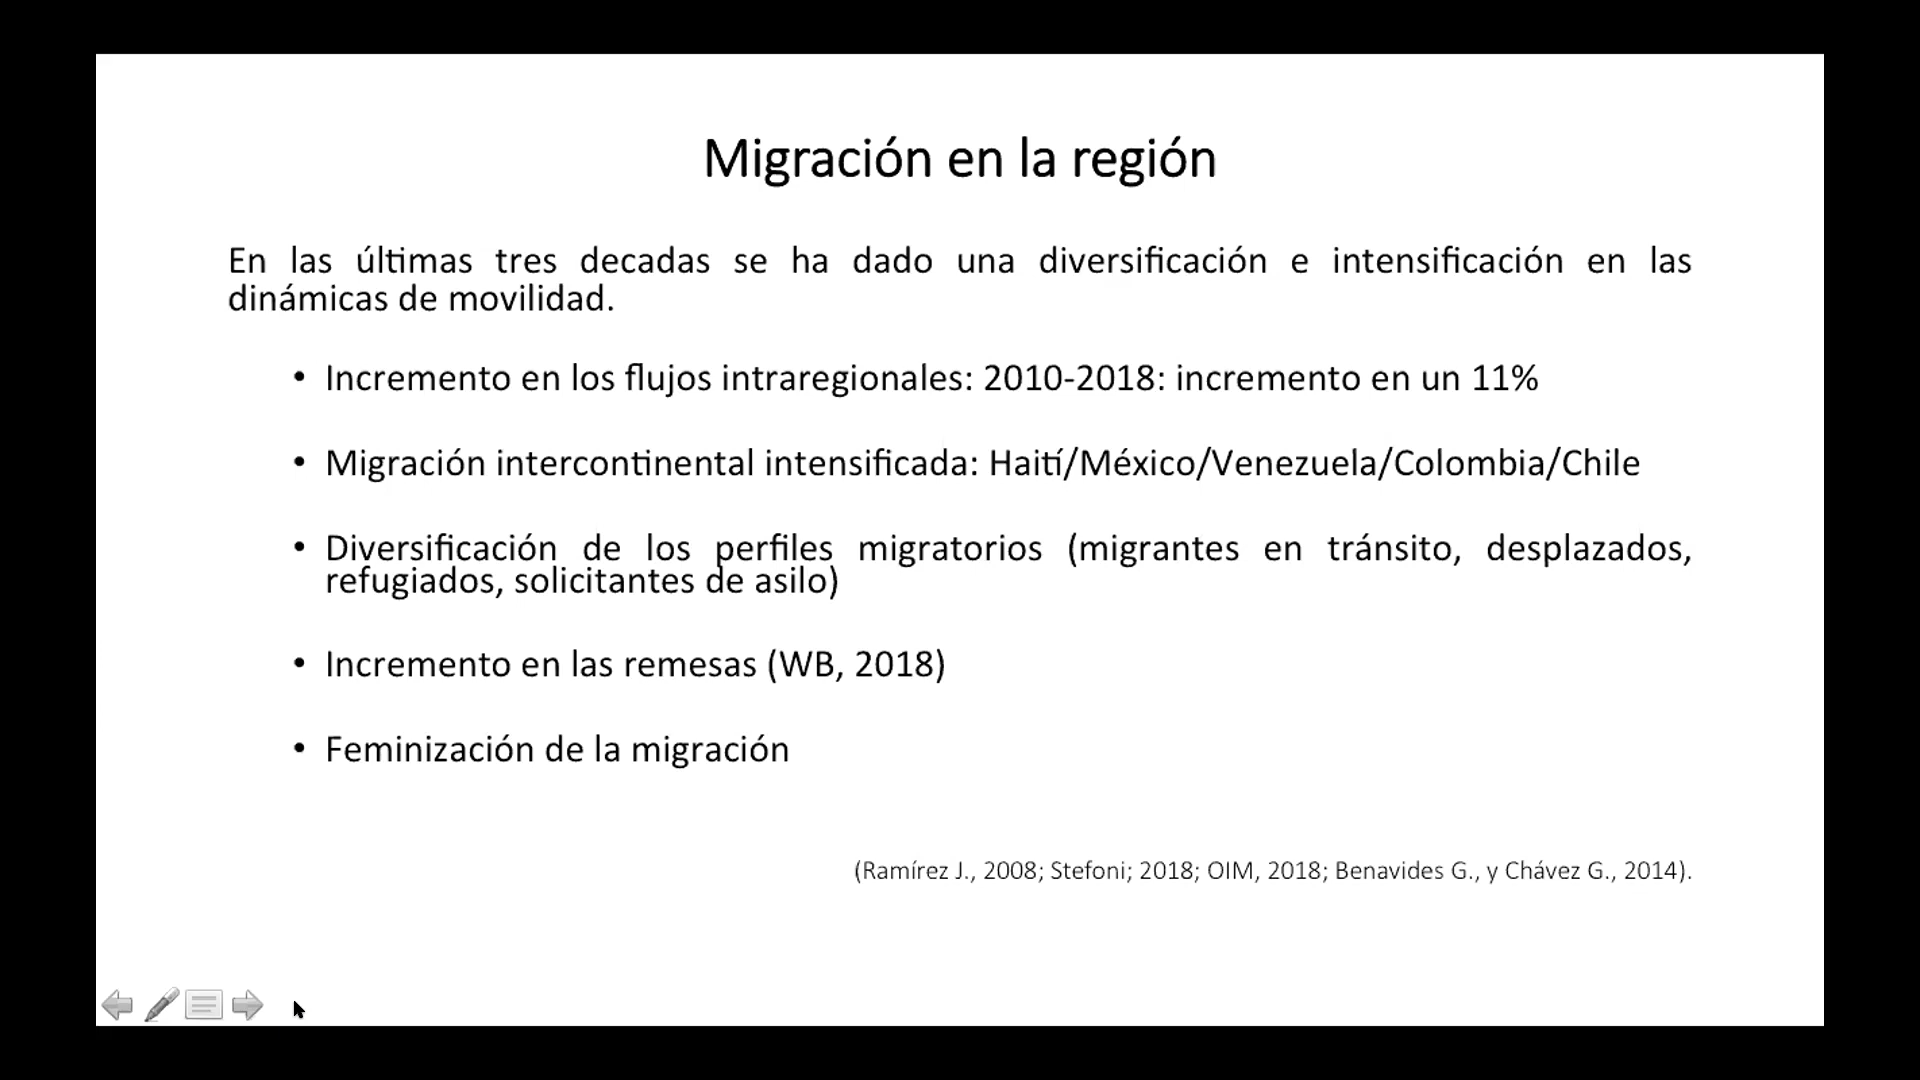 Migración en la región
En las últimas tres decadas se ha dado una diversificación e intensificación en las
dinámicas de movilidad.
• Incremento en los flujos intraregionales: 2010-2018: incremento en un 11%
• Migración intercontinental intensificada: Haití/México/Venezuela/Colombia/Chile
• Diversificación de los perfiles migratorios (migrantes en tránsito, desplazados,
refugiados, solicitantes de asilo)
• Incremento en las remesas (WB, 2018)
• Feminización de la migración
(Ramírez J., 2008; Stefoni; 2018; OIM, 2018; Benavides G., y Chávez G., 2014).